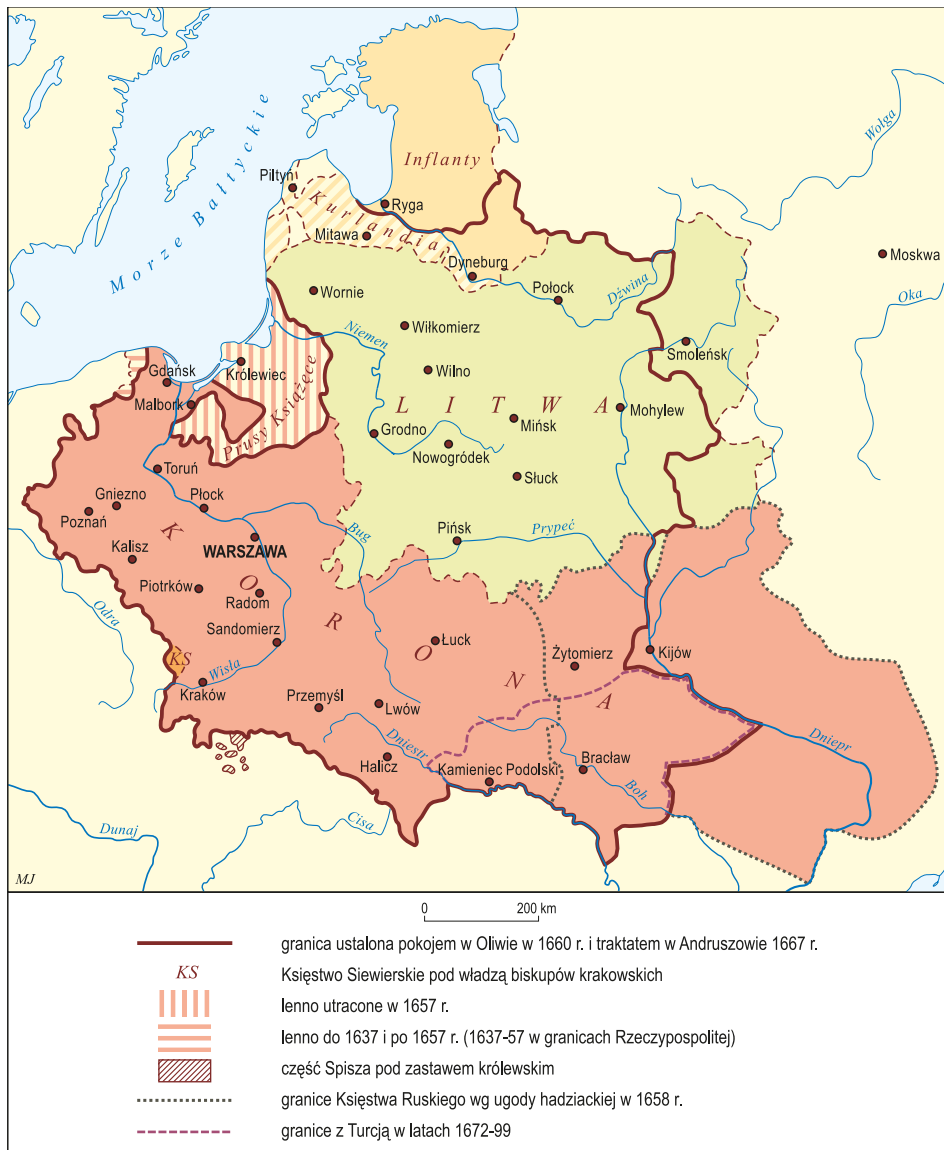 Morze Bałtyckie
Inflanty
Wołga
Piltyń
Kurlandia
Ryga
Mitawa
Moskwa
Dyneburg
Oka
Wornie
Połock
Dźwina
Niemen
Wiłkomierz
Smoleńsk
Gdańsk
Królewiec
Wilno
Malbork
LITWA
Mohylew
Prusy Książęce
Mińsk
Grodno
Nowogródek
Toruń
Słuck
Gniezno
Płock
Poznań
Bug
Pińsk
Prypeć
KORONA
WARSZAWA
Kalisz
Piotrków
Radom
Odra
Sandomierz
Łuck
Kijów
KS
Żytomierz
Wisła
Kraków
Przemyśl
Lwów
Dniestr
Dniepr
Halicz
Kamieniec Podolski
Bracław
Boh
Cisa
Dunaj
MJ
0 200 km
granica ustalona pokojem w Oliwie w 1660 r. i traktatem w Andruszowie 1667 r.
KS Księstwo Siewierskie pod władzą biskupów krakowskich
lenno utracone w 1657 r.
lenno do 1637 i po 1657 r. (1637-57 w granicach Rzeczypospolitej)
część Spisza pod zastawem królewskim
granice Księstwa Ruskiego wg ugody hadziackiej w 1658 r.
granice z Turcją w latach 1672-99